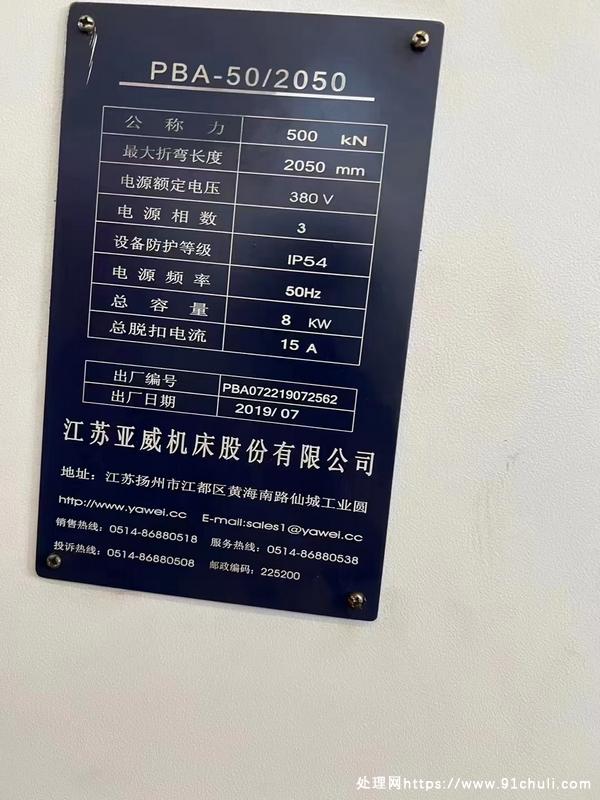 PBA-50/2050
公称力 500 kN
最大折弯长度 2050 mm
电源额定电压 380 V
电源相数 3
设备防护等级 IP54
电源频率 50Hz
总容量 8 KW
总脱扣电流 15 A
出厂编号 PBA072219072562
出厂日期 2019/07
江苏亚威机床股份有限公司
地址：江苏扬州市江都区黄海南路仙城工业圆
http://www.yawei.cc E-mail:sales1@yawei.cc
销售热线：0514-86880518 服务热线：0514-86880538
投诉热线：0514-86880508 邮政编码：225200
处理网https://www.91chuli.com